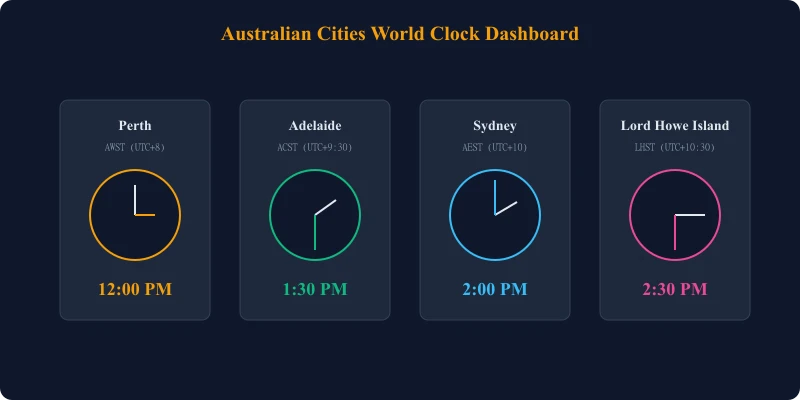 Australian Cities World Clock Dashboard
Perth
AWST (UTC+8)
12:00 PM
Adelaide
ACST (UTC+9:30)
1:30 PM
Sydney
AEST (UTC+10)
2:00 PM
Lord Howe Island
LHST (UTC+10:30)
2:30 PM